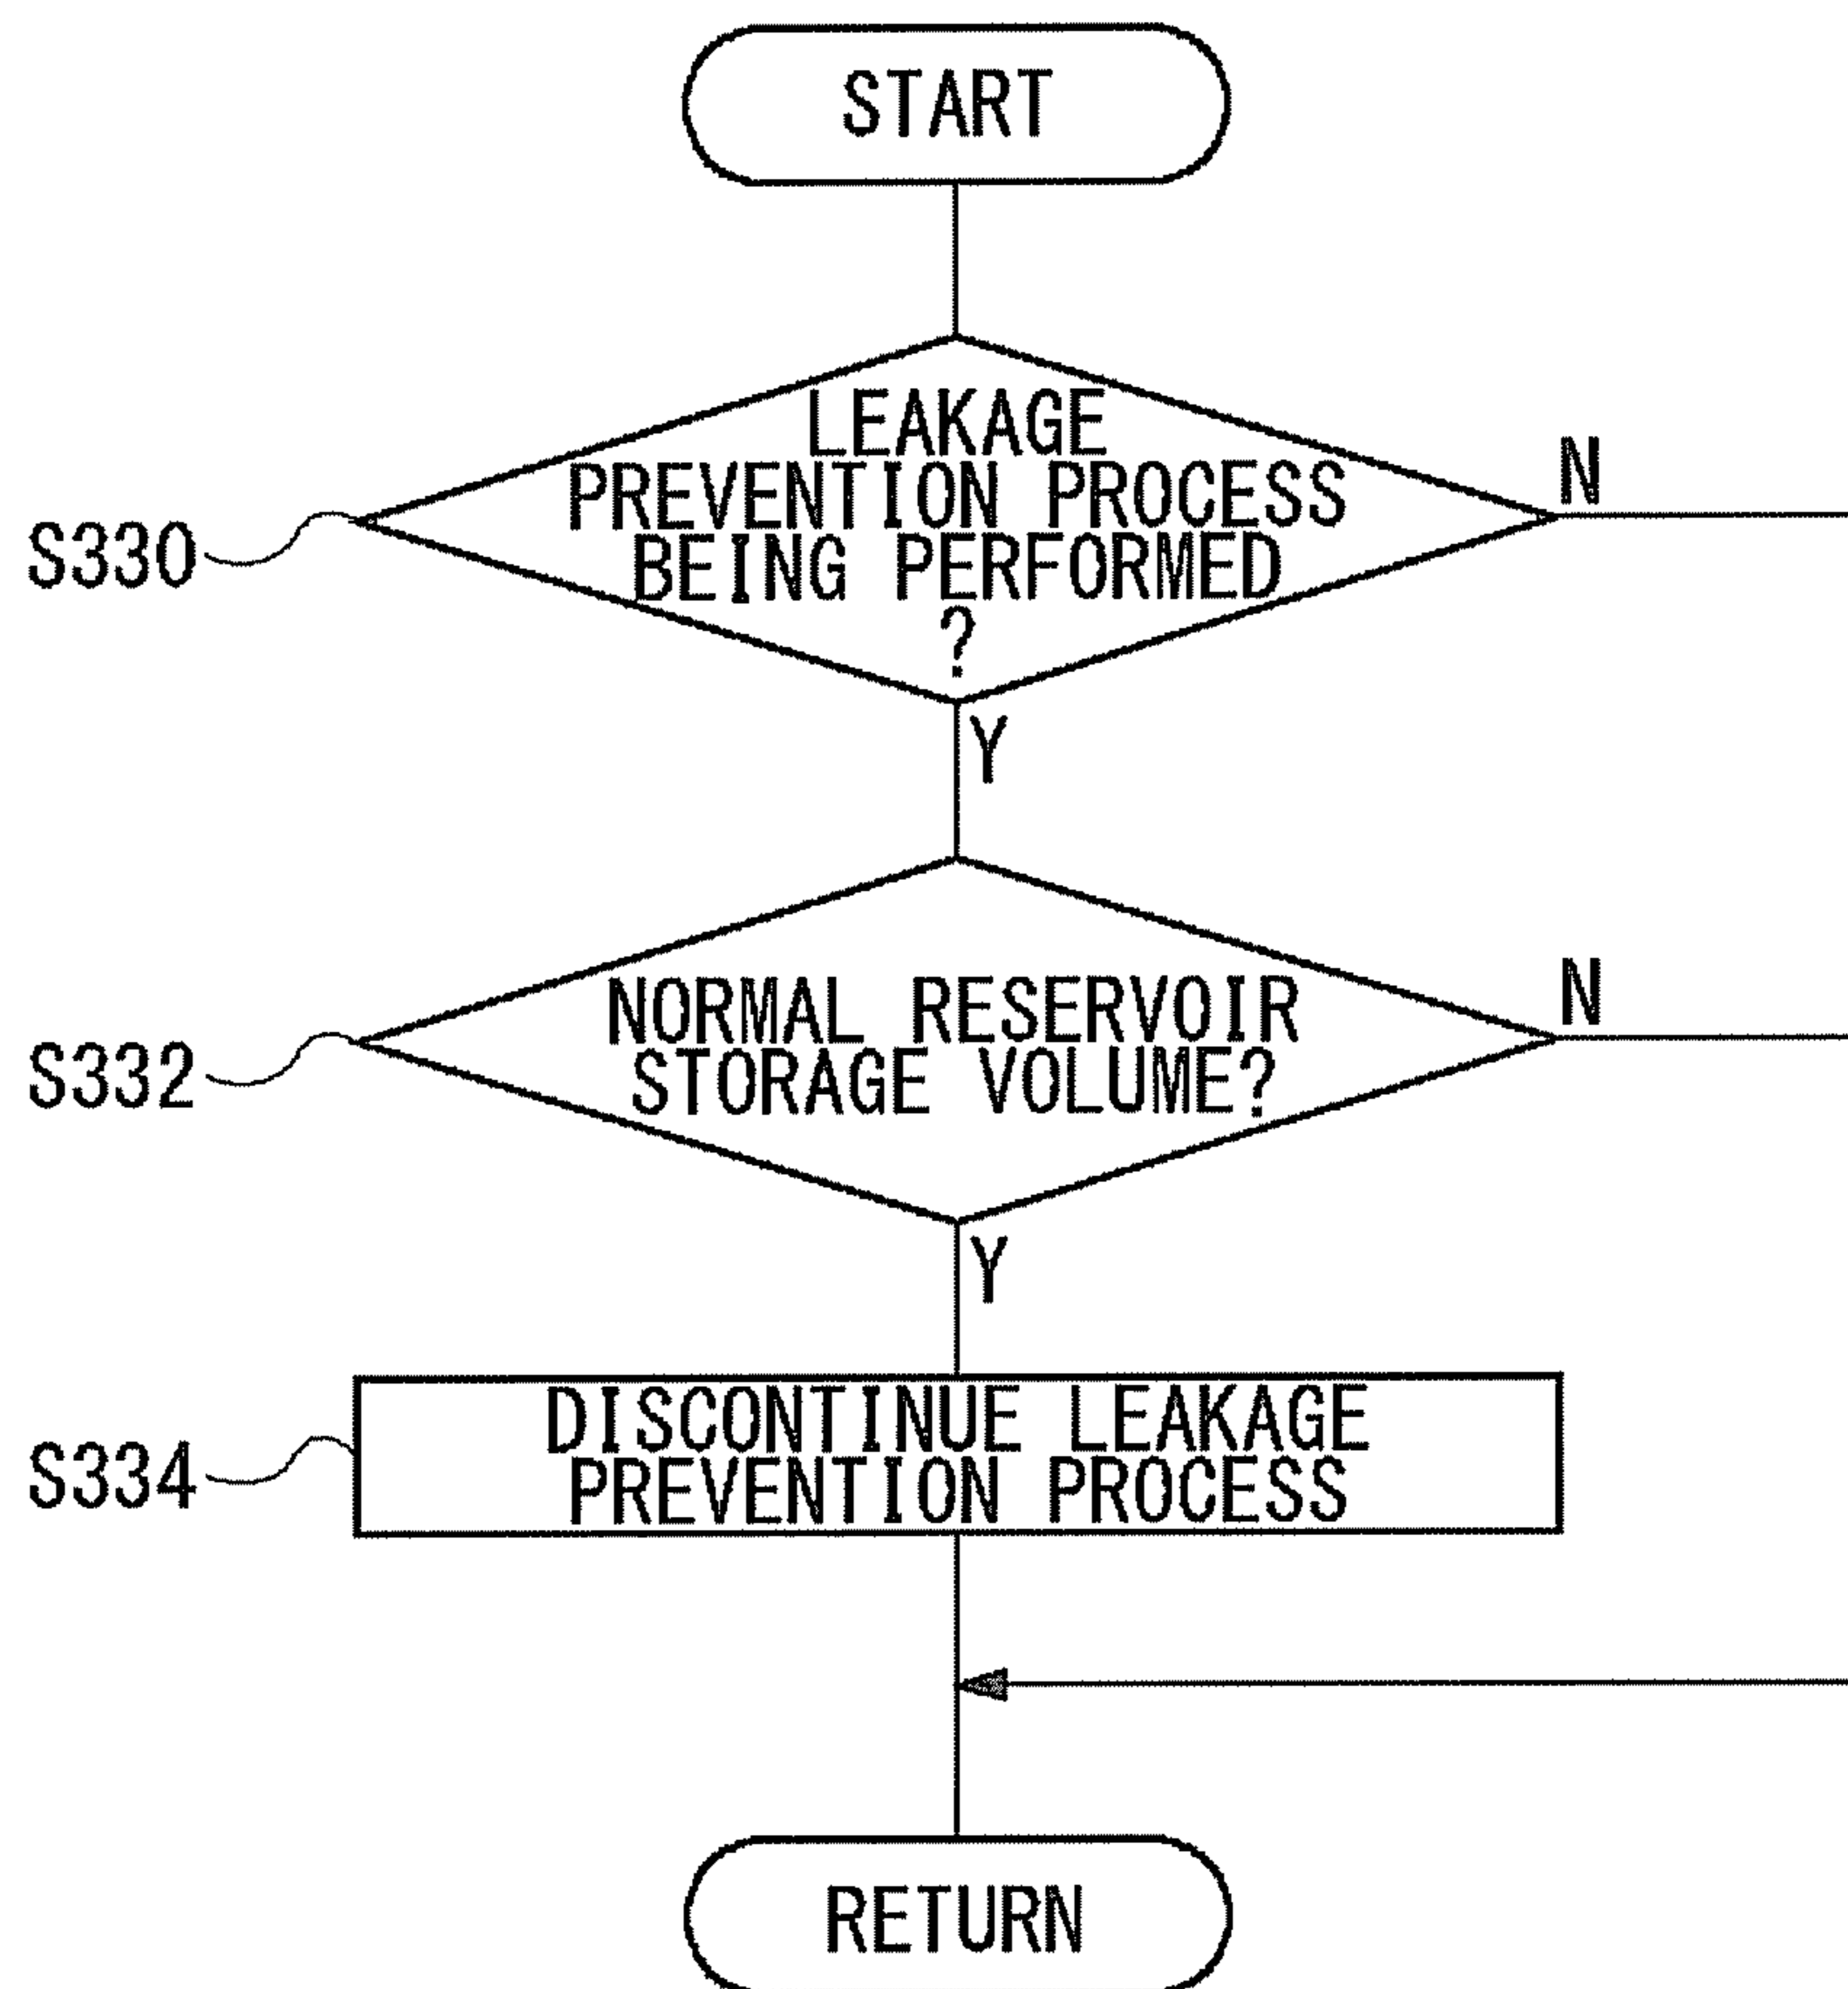 START
LEAKAGE
PREVENTION PROCESS
BEING PERFORMED
?
N
S330
Y
NORMAL RESERVOIR
STORAGE VOLUME?
N
S332
Y
DISCONTINUE LEAKAGE
PREVENTION PROCESS
S334
RETURN